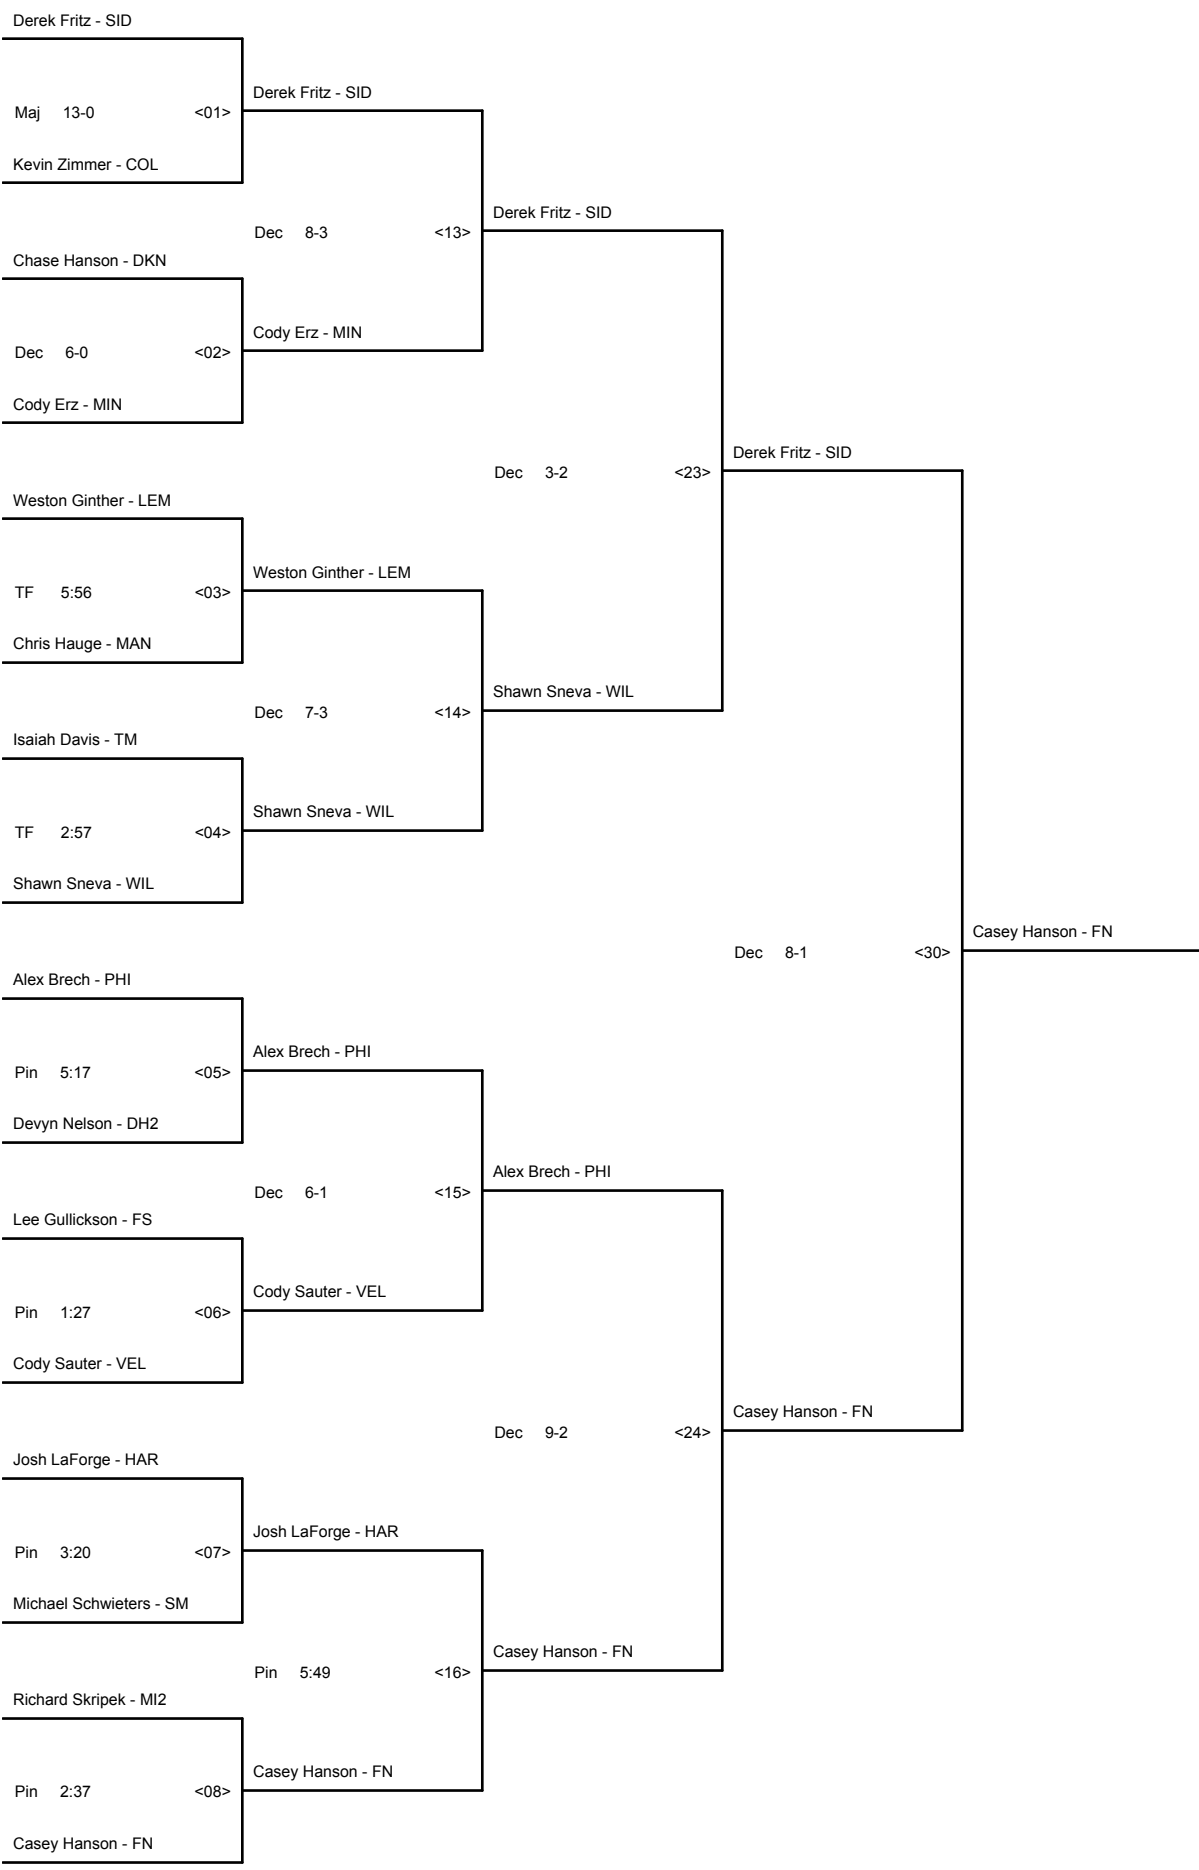 Derek Fritz - SID
Derek Fritz - SID
Maj 13-0 <01>
Kevin Zimmer - COL
Derek Fritz - SID
Dec 8-3 <13>
Chase Hanson - DKN
Cody Erz - MIN
Dec 6-0 <02>
Cody Erz - MIN
Derek Fritz - SID
Dec 3-2 <23>
Weston Ginther - LEM
Weston Ginther - LEM
TF 5:56 <03>
Chris Hauge - MAN
Shawn Sneva - WIL
Dec 7-3 <14>
Isaiah Davis - TM
Shawn Sneva - WIL
TF 2:57 <04>
Shawn Sneva - WIL
Casey Hanson - FN
Dec 8-1 <30>
Alex Brech - PHI
Alex Brech - PHI
Pin 5:17 <05>
Devyn Nelson - DH2
Alex Brech - PHI
Dec 6-1 <15>
Lee Gullickson - FS
Cody Sauter - VEL
Pin 1:27 <06>
Cody Sauter - VEL
Casey Hanson - FN
Dec 9-2 <24>
Josh LaForge - HAR
Josh LaForge - HAR
Pin 3:20 <07>
Michael Schwieters - SM
Casey Hanson - FN
Pin 5:49 <16>
Richard Skripek - MI2
Casey Hanson - FN
Pin 2:37 <08>
Casey Hanson - FN